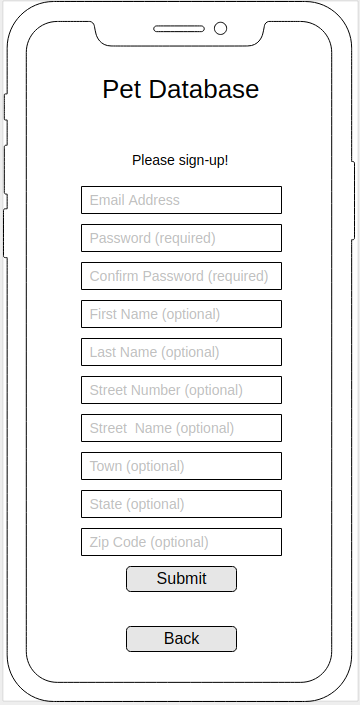 Pet Database
Please sign-up!
Email Address
Password (required)
Confirm Password (required)
First Name (optional)
Last Name (optional)
Street Number (optional)
Street  Name (optional)
Town (optional)
State (optional)
Zip Code (optional)
Submit
Back